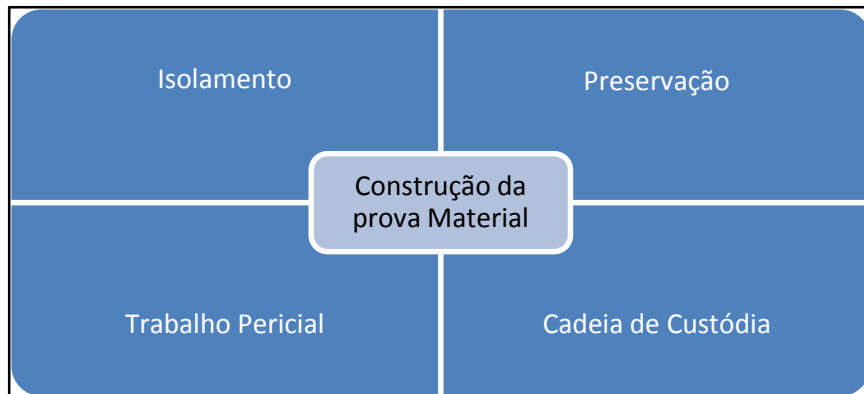 Isolamento
Preservação
Construção da
prova Material
Trabalho Pericial
Cadeia de Custódia